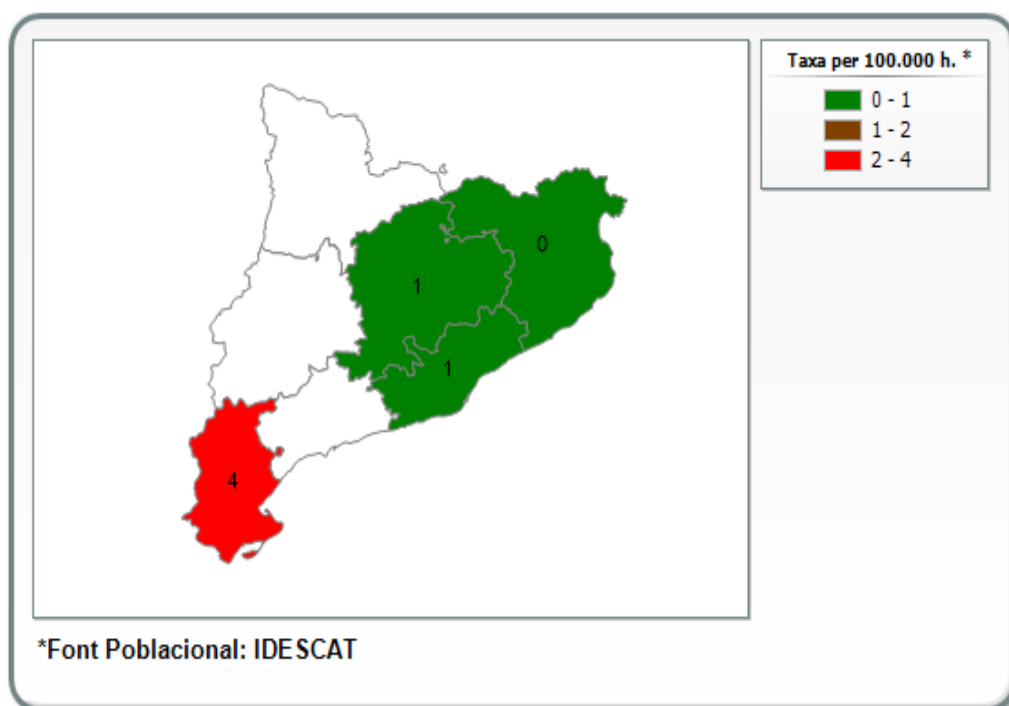 Taxa per 100.000 h. *
0 - 1
1 - 2
2 - 4
0
1
1
4
*Font Poblacional: IDESCAT